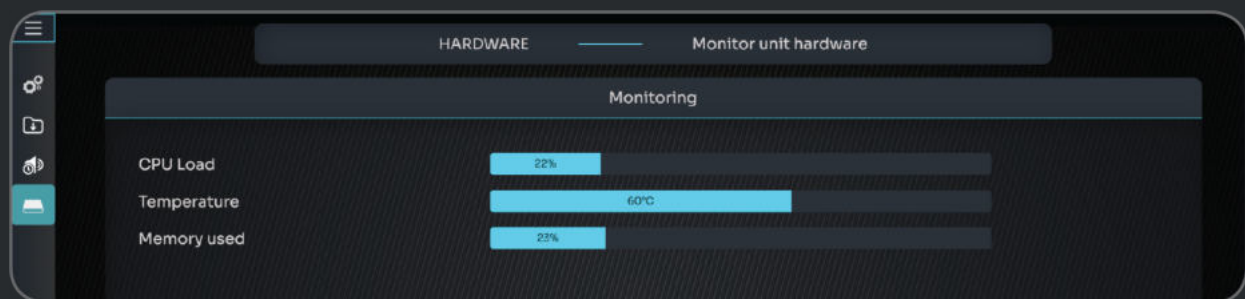 HARDWARE Monitor unit hardware
Monitoring
CPU Load 22%
Temperature 60°C
Memory used 23%